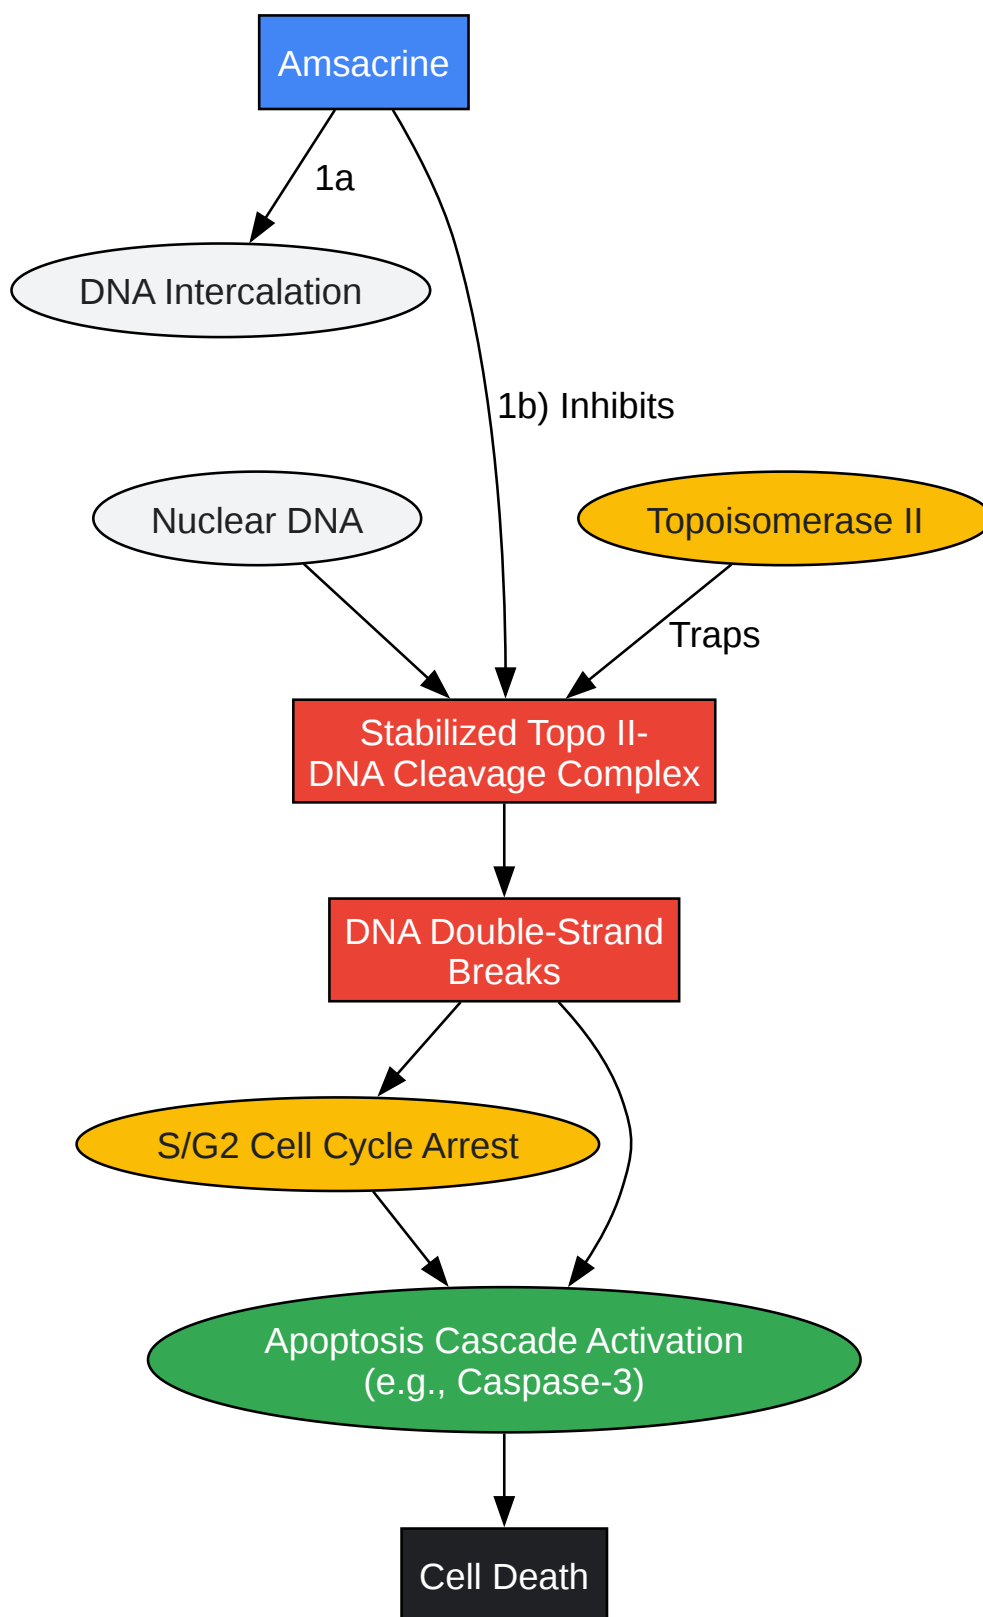 Amsacrine
1a
DNA Intercalation
1b) Inhibits
Nuclear DNA
Topoisomerase II
Traps
Stabilized Topo II-
DNA Cleavage Complex
DNA Double-Strand
Breaks
S/G2 Cell Cycle Arrest
Apoptosis Cascade Activation
(e.g., Caspase-3)
Cell Death